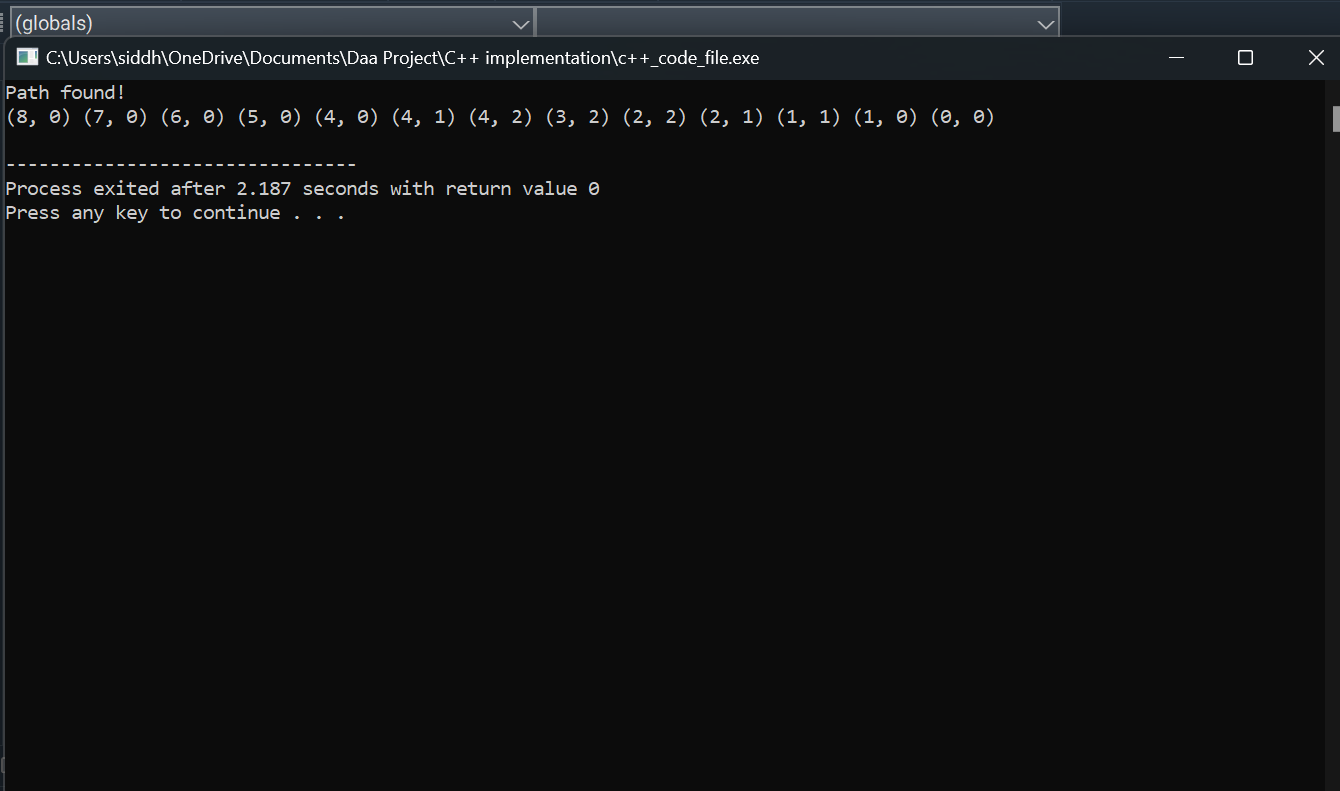 (globals)
C:\Users\siddh\OneDrive\Documents\Daa Project\C++ implementation\c++_code_file.exe
Path found!
(8, 0) (7, 0) (6, 0) (5, 0) (4, 0) (4, 1) (4, 2) (3, 2) (2, 2) (2, 1) (1, 1) (1, 0) (0, 0)
--------------------------------
Process exited after 2.187 seconds with return value 0
Press any key to continue . . .